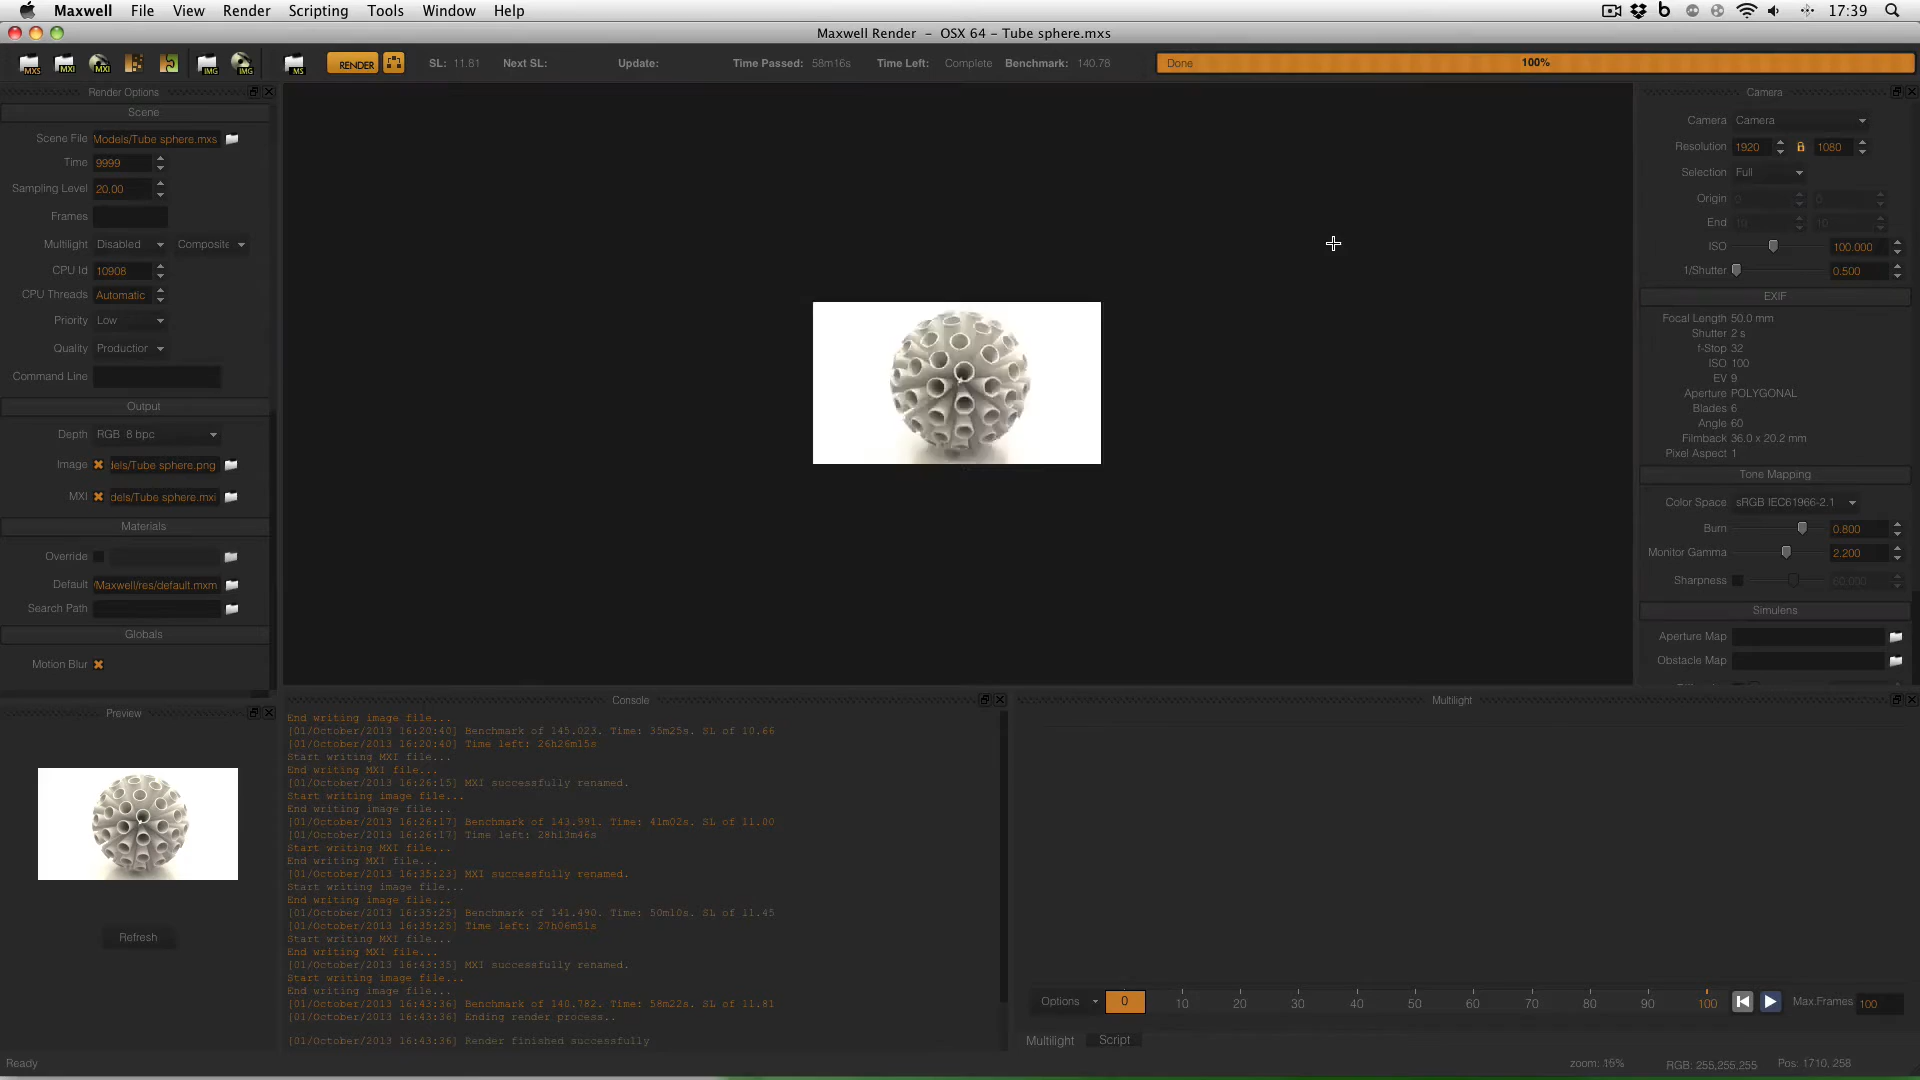 Maxwell File View Render Scripting Tools Window Help 17:39
Maxwell Render - OSX 64 - Tube sphere.mxs
MXS MXI MXI IMG IMG MS RENDER SL: 11.81 Next SL: Update: Time Passed: 58m16s Time Left: Complete Benchmark: 140.78 Done 100%
Render Options
Scene
Scene File Models/Tube sphere.mxs
Time 9999
Sampling Level 20.00
Frames
Multilight Disabled Composite
CPU Id 10908
CPU Threads Automatic
Priority Low
Quality Production
Command Line
Output
Depth RGB 8 bpc
Image dels/Tube sphere.png
MXI dels/Tube sphere.mxi
Materials
Override
Default /Maxwell/res/default.mxm
Search Path
Globals
Motion Blur
Preview
Refresh
Camera
Camera Camera
Resolution 1920 1080
Selection Full
Origin 0 0
End 10 10
ISO 100.000
1/Shutter 0.500
EXIF
Focal Length 50.0 mm
Shutter 2 s
f-Stop 32
ISO 100
EV 9
Aperture POLYGONAL
Blades 6
Angle 60
Filmback 36.0 x 20.2 mm
Pixel Aspect 1
Tone Mapping
Color Space sRGB IEC61966-2.1
Burn 0.800
Monitor Gamma 2.200
Sharpness 60.000
Simulens
Aperture Map
Obstacle Map
Console
End writing image file...
[01/October/2013 16:20:40] Benchmark of 145.023. Time: 35m25s. SL of 10.66
[01/October/2013 16:20:40] Time left: 26h26m15s
Start writing MXI file...
End writing MXI file...
[01/October/2013 16:26:15] MXI successfully renamed.
Start writing image file...
End writing image file...
[01/October/2013 16:26:17] Benchmark of 143.991. Time: 41m02s. SL of 11.00
[01/October/2013 16:26:17] Time left: 28h13m46s
Start writing MXI file...
End writing MXI file...
[01/October/2013 16:35:23] MXI successfully renamed.
Start writing image file...
End writing image file...
[01/October/2013 16:35:25] Benchmark of 141.490. Time: 50m10s. SL of 11.45
[01/October/2013 16:35:25] Time left: 27h06m51s
Start writing MXI file...
End writing MXI file...
[01/October/2013 16:43:35] MXI successfully renamed.
Start writing image file...
End writing image file...
[01/October/2013 16:43:36] Benchmark of 140.782. Time: 58m22s. SL of 11.81
[01/October/2013 16:43:36] Ending render process..
[01/October/2013 16:43:36] Render finished successfully
Multilight
Options 0 10 20 30 40 50 60 70 80 90 100 Max.Frames 100
Multilight Script
Ready zoom: 15% RGB: 255,255,255 Pos: 1710, 258